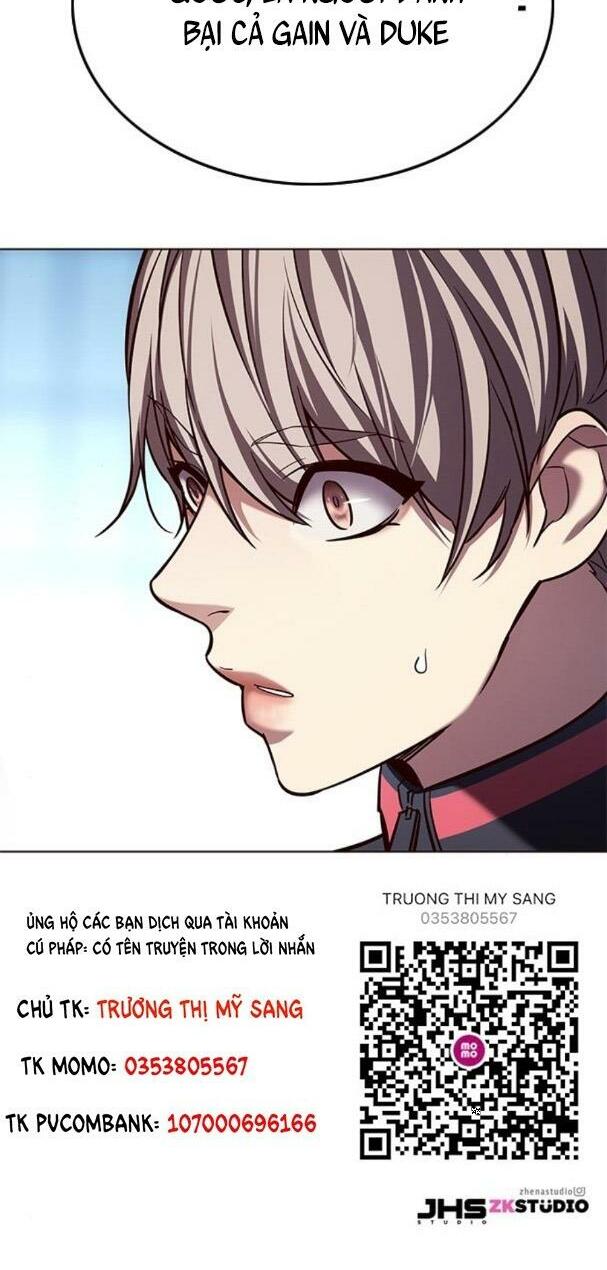 BẠI CẢ GAIN VÀ DUKE
ỦNG HỘ CÁC BẠN DỊCH QUA TÀI KHOẢN
CÚ PHÁP: CÓ TÊN TRUYỆN TRONG LỜI NHẮN
CHỦ TK: TRƯƠNG THỊ MỸ SANG
TK MOMO: 0353805567
TK PVCOMBANK: 107000696166
TRUONG THI MY SANG
0353805567
mo
mo
zhenastudio
JHS ZKSTUDIO
STUDIO